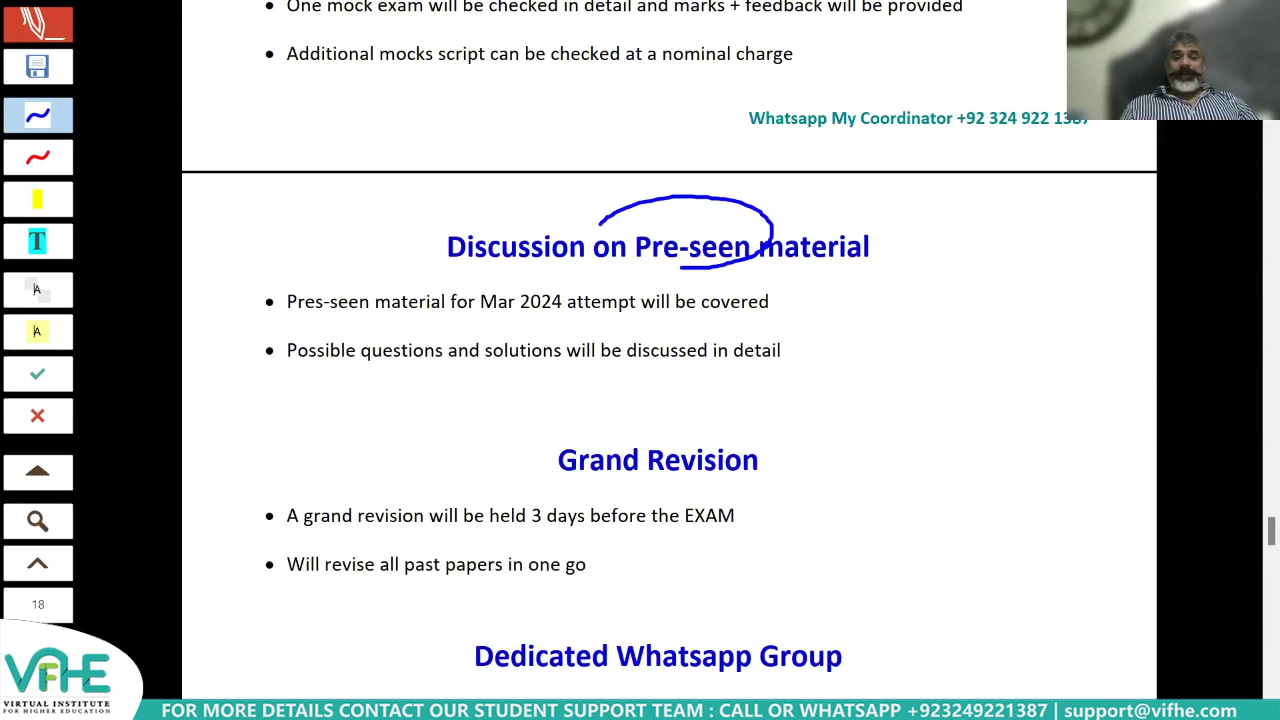 One mock exam will be checked in detail and marks + feedback will be provided
Additional mocks script can be checked at a nominal charge
Whatsapp My Coordinator +92 324 922 1387
Discussion on Pre-seen material
Pres-seen material for Mar 2024 attempt will be covered
Possible questions and solutions will be discussed in detail
Grand Revision
A grand revision will be held 3 days before the EXAM
Will revise all past papers in one go
Dedicated Whatsapp Group
T
A
A
18
VIFHE
VIRTUAL INSTITUTE
FOR HIGHER EDUCATION
FOR MORE DETAILS CONTACT OUR STUDENT SUPPORT TEAM : CALL OR WHATSAPP +923249221387 | support@vifhe.com